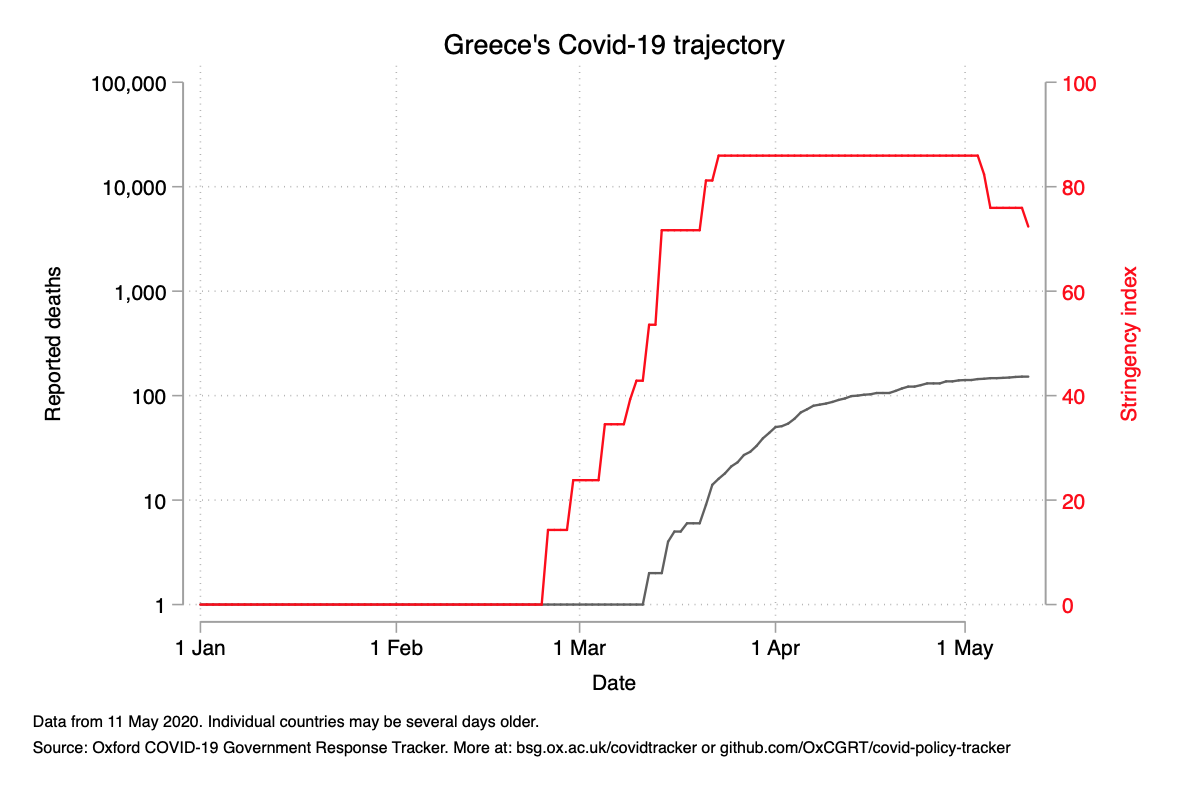 Greece's Covid-19 trajectory
100,000
10,000
1,000
100
10
1
Reported deaths
100
80
60
40
20
0
Stringency index
1 Jan
1 Feb
1 Mar
1 Apr
1 May
Date
Data from 11 May 2020. Individual countries may be several days older.
Source: Oxford COVID-19 Government Response Tracker. More at: bsg.ox.ac.uk/covidtracker or github.com/OxCGRT/covid-policy-tracker